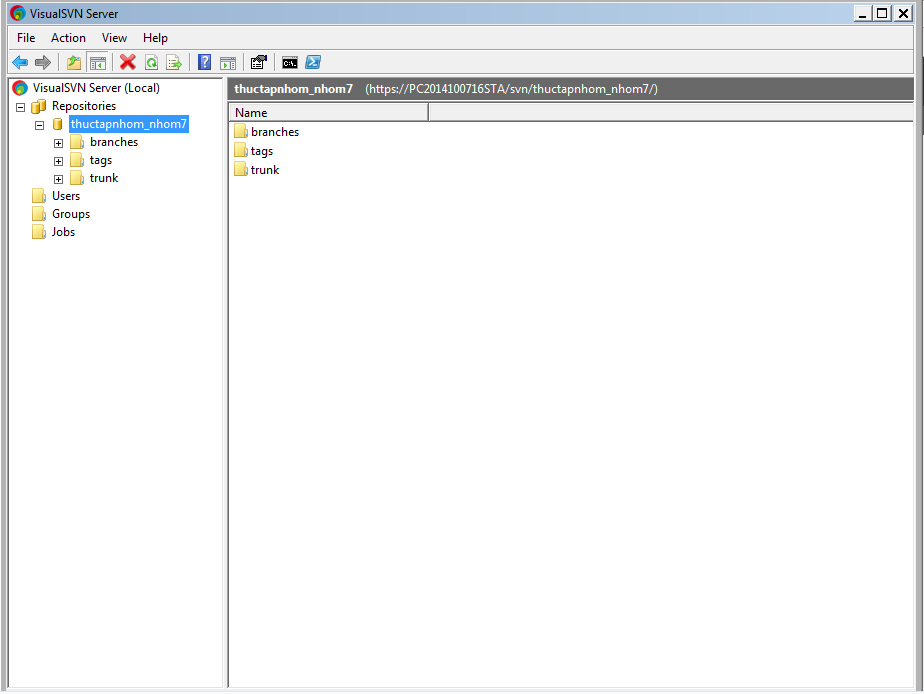 VisualSVN Server
File Action View Help
C:\.
VisualSVN Server (Local)
Repositories
thuctapnhom_nhom7
branches
tags
trunk
Users
Groups
Jobs
thuctapnhom_nhom7 (https://PC2014100716STA/svn/thuctapnhom_nhom7/)
Name
branches
tags
trunk